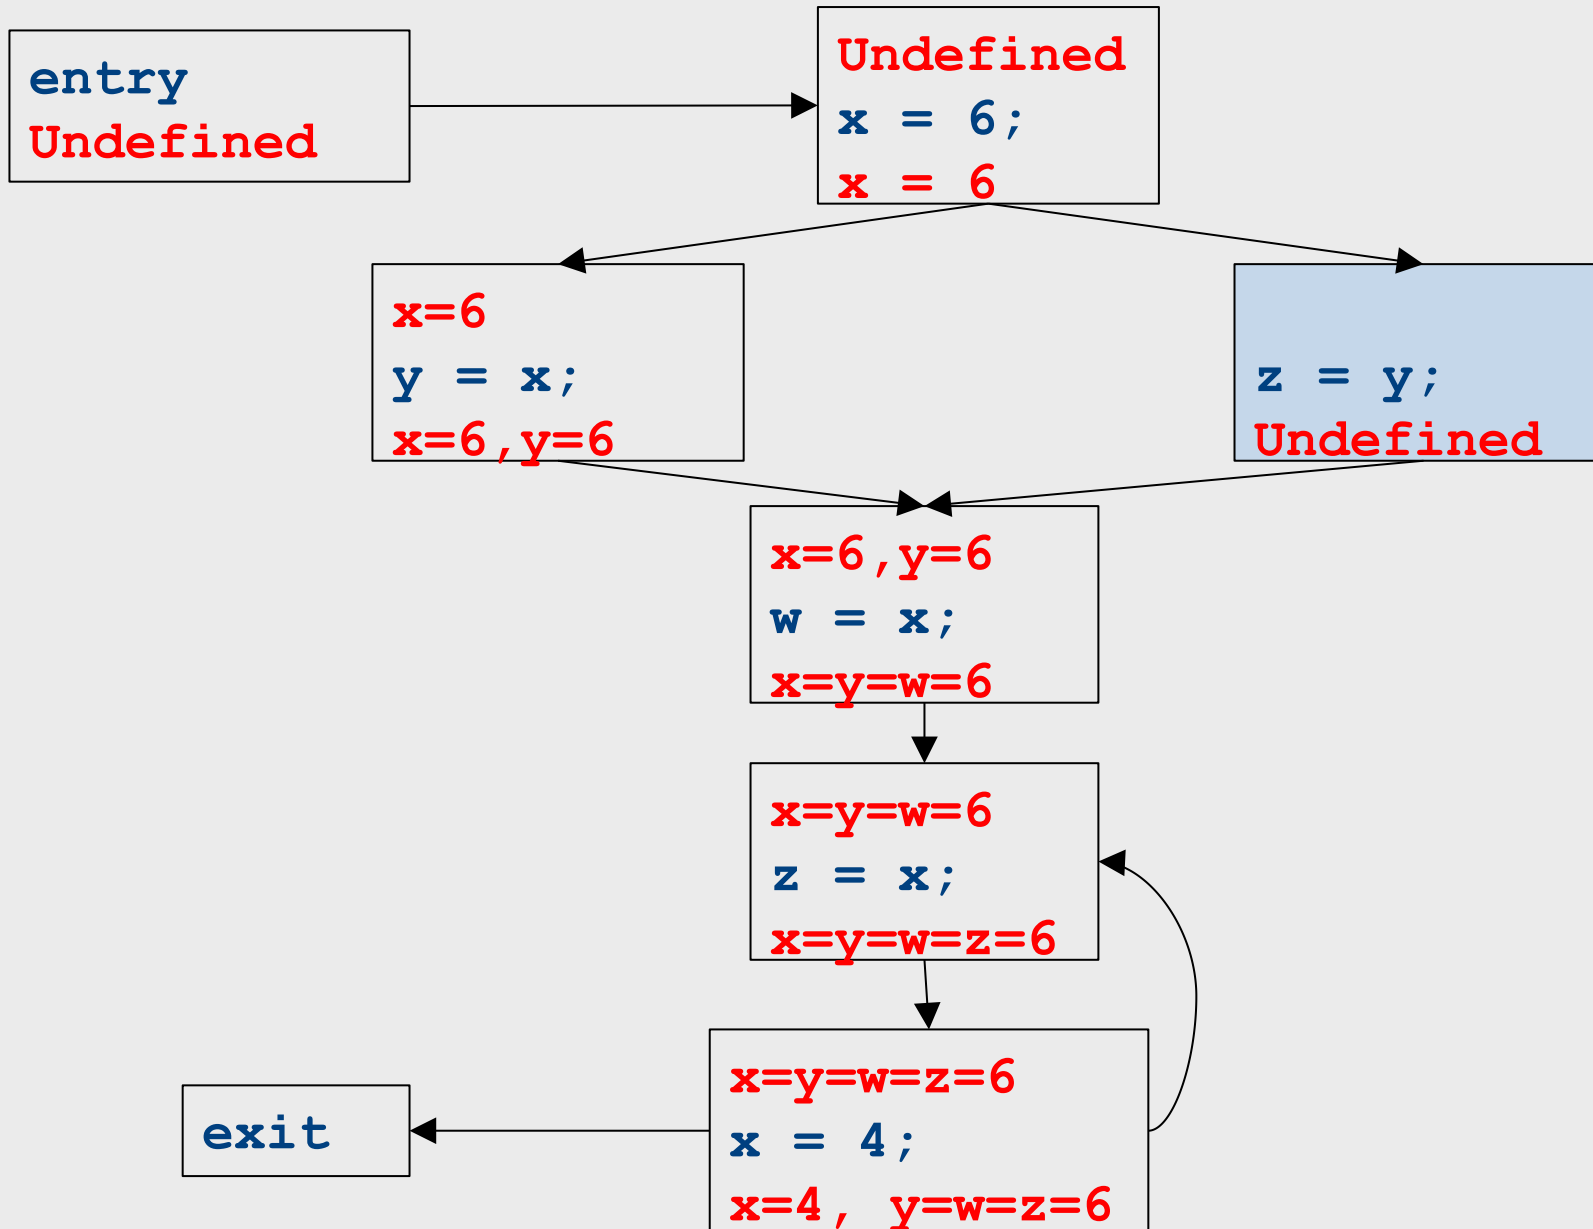 entry
Undefined
Undefined
x = 6;
x = 6
x=6
y = x;
x=6,y=6
z = y;
Undefined
x=6,y=6
w = x;
x=y=w=6
x=y=w=6
z = x;
x=y=w=z=6
x=y=w=z=6
x = 4;
x=4, y=w=z=6
exit